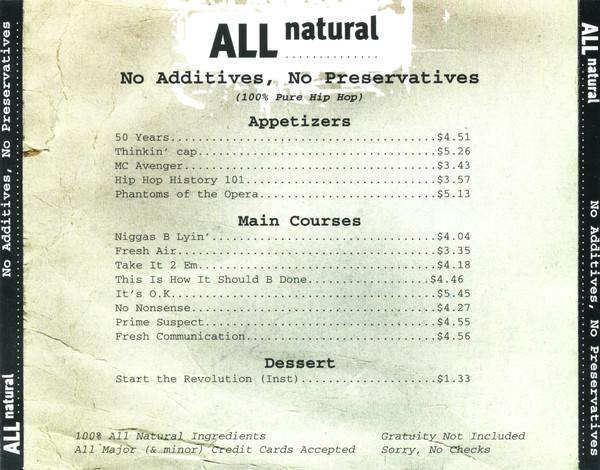 ALL natural
No Additives, No Preservatives
(100% Pure Hip Hop)
Appetizers
50 Years..............................$4.51
Thinkin' cap..........................$5.26
MC Avenger............................$3.43
Hip Hop History 101...................$3.57
Phantoms of the Opera.................$5.13
Main Courses
Niggas B Lyin'........................$4.04
Fresh Air.............................$3.35
Take It 2 Em..........................$4.18
This Is How It Should B Done..........$4.46
It's O.K..............................$5.45
No Nonsense...........................$4.27
Prime Suspect.........................$4.55
Fresh Communication...................$4.56
Dessert
Start the Revolution (Inst)...........$1.33
100% All Natural Ingredients
All Major (& minor) Credit Cards Accepted
Gratuity Not Included
Sorry, No Checks
ALL natural
No Additives, No Preservatives
ALL natural
No Additives, No Preservatives